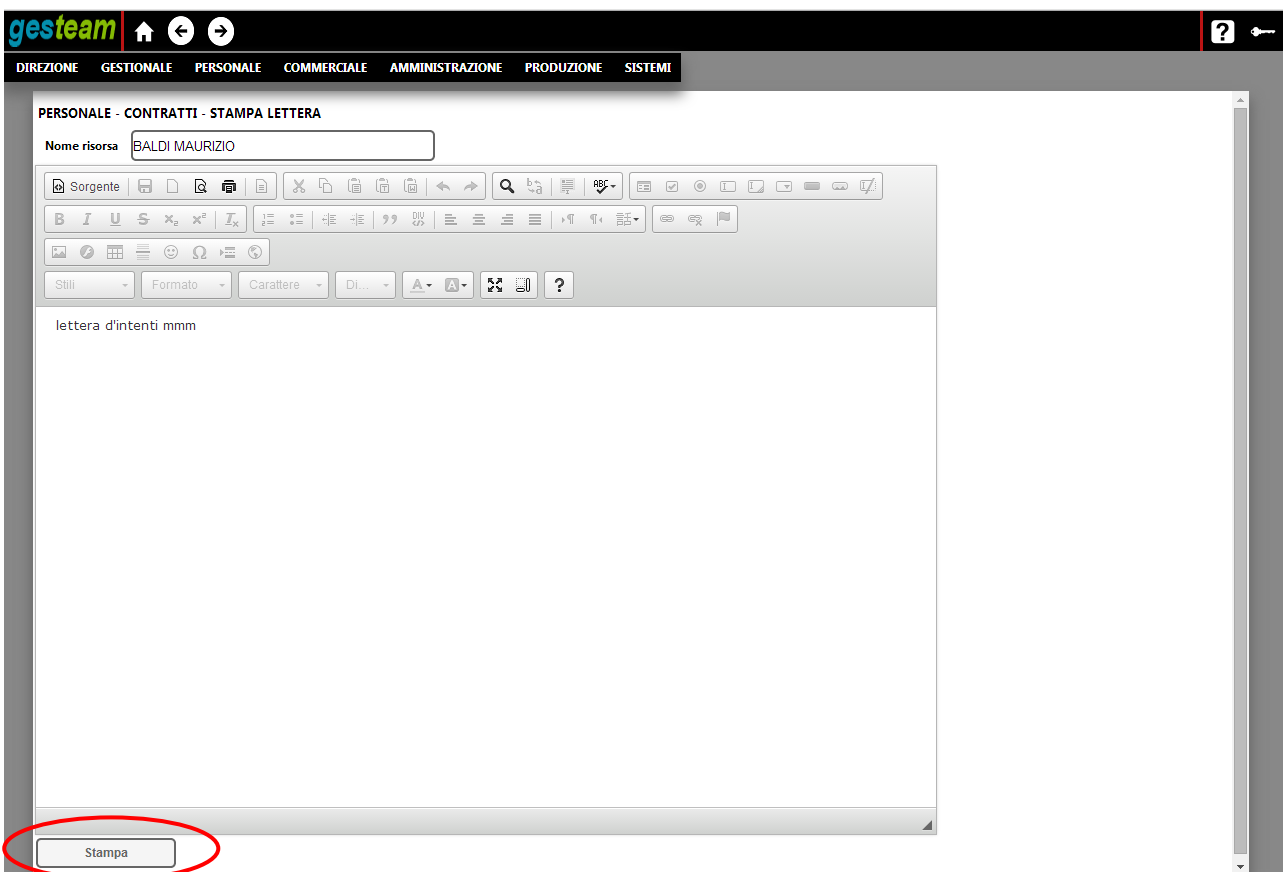 gesteam
DIREZIONE GESTIONALE PERSONALE COMMERCIALE AMMINISTRAZIONE PRODUZIONE SISTEMI
PERSONALE - CONTRATTI - STAMPA LETTERA
Nome risorsa BALDI MAURIZIO
Sorgente
Stili Formato Carattere Di...
lettera d'intenti mmm
Stampa